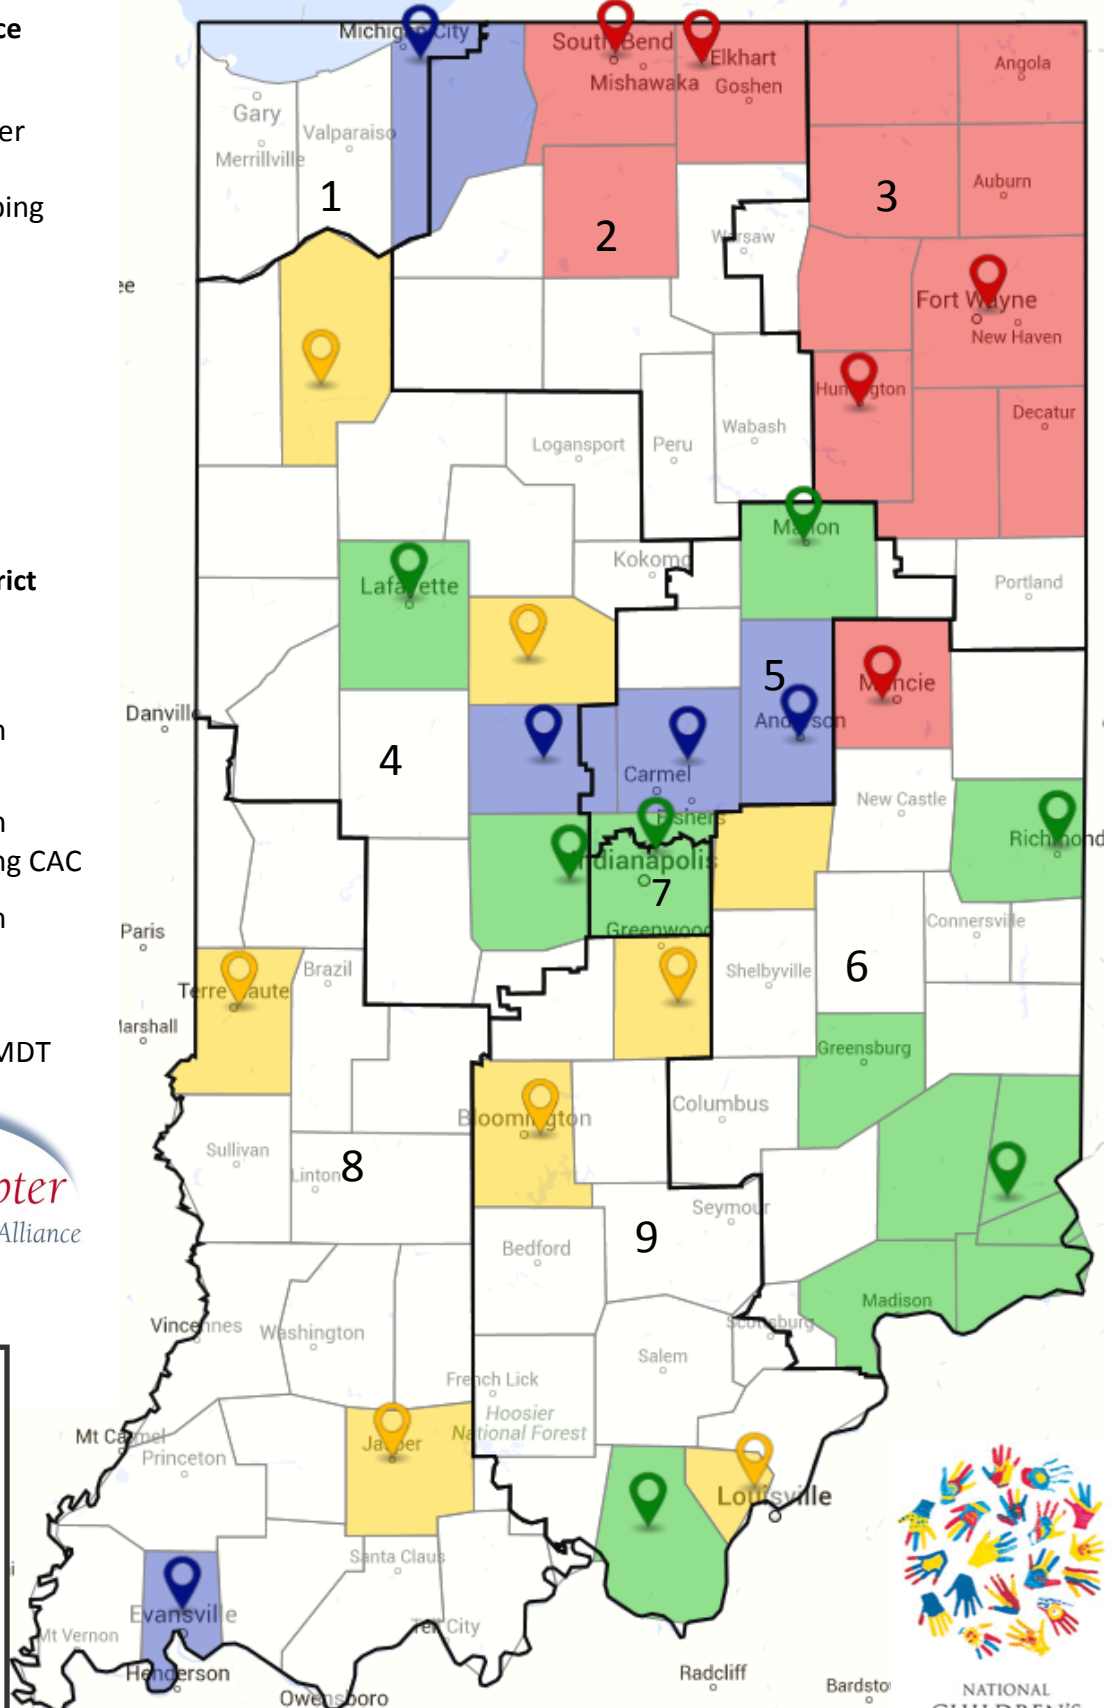 ce
er
ping
ee
rict
n
n
ng CAC
n
MDT
pter
Alliance
Michigan City
South Bend
Elkhart
Mishawaka
Goshen
Angola
Gary
Valparaiso
Merrillville
1
2
3
Auburn
Warsaw
Fort Wayne
New Haven
Huntington
Decatur
Wabash
Logansport
Peru
Marion
Kokomo
Lafayette
Portland
5
Muncie
Anderson
Danville
4
Carmel
Fishers
New Castle
Richmond
Indianapolis
7
Greenwood
Connersville
Paris
Brazil
Shelbyville
6
Terre Haute
Marshall
Greensburg
Columbus
Bloomington
Sullivan
Linton
8
Seymour
9
Bedford
Madison
Scottsburg
Vincennes
Washington
Salem
French Lick
Hoosier
National Forest
Mt Carmel
Jasper
Princeton
Louisville
Santa Claus
Evansville
Tell City
Mt Vernon
Henderson
Owensboro
Radcliff
Bardsto
NATIONAL
CHILDREN'S